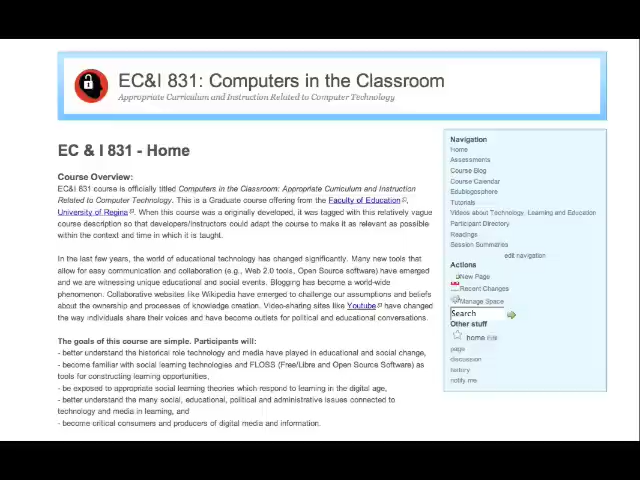 EC&I 831: Computers in the Classroom
Appropriate Curriculum and Instruction Related to Computer Technology
EC & I 831 - Home
Course Overview:
EC&I 831 course is officially titled Computers in the Classroom: Appropriate Curriculum and Instruction
Related to Computer Technology. This is a Graduate course offering from the Faculty of Education,
University of Regina. When this course was a originally developed, it was tagged with this relatively vague
course description so that developers/instructors could adapt the course to make it as relevant as possible
within the context and time in which it is taught.
In the last few years, the world of educational technology has changed significantly. Many new tools that
allow for easy communication and collaboration (e.g., Web 2.0 tools, Open Source software) have emerged
and we are witnessing unique educational and social events. Blogging has become a world-wide
phenomenon. Collaborative websites like Wikipedia have emerged to challenge our assumptions and beliefs
about the ownership and processes of knowledge creation. Video-sharing sites like Youtube have changed
the way individuals share their voices and have become outlets for political and educational conversations.
The goals of this course are simple. Participants will:
- better understand the historical role technology and media have played in educational and social change,
- become familiar with social learning technologies and FLOSS (Free/Libre and Open Source Software) as
tools for constructing learning opportunities,
- be exposed to appropriate social learning theories which respond to learning in the digital age,
- better understand the many social, educational, political and administrative issues connected to
technology and media in learning, and
- become critical consumers and producers of digital media and information.
Navigation
Home
Assessments
Course Blog
Course Calendar
Edublogosphere
Tutorials
Videos about Technology, Learning and Education
Participant Directory
Readings
Session Summaries
edit navigation
Actions
New Page
Recent Changes
Manage Space
Search
Other stuff
home Edit
page
discussion
history
notify me